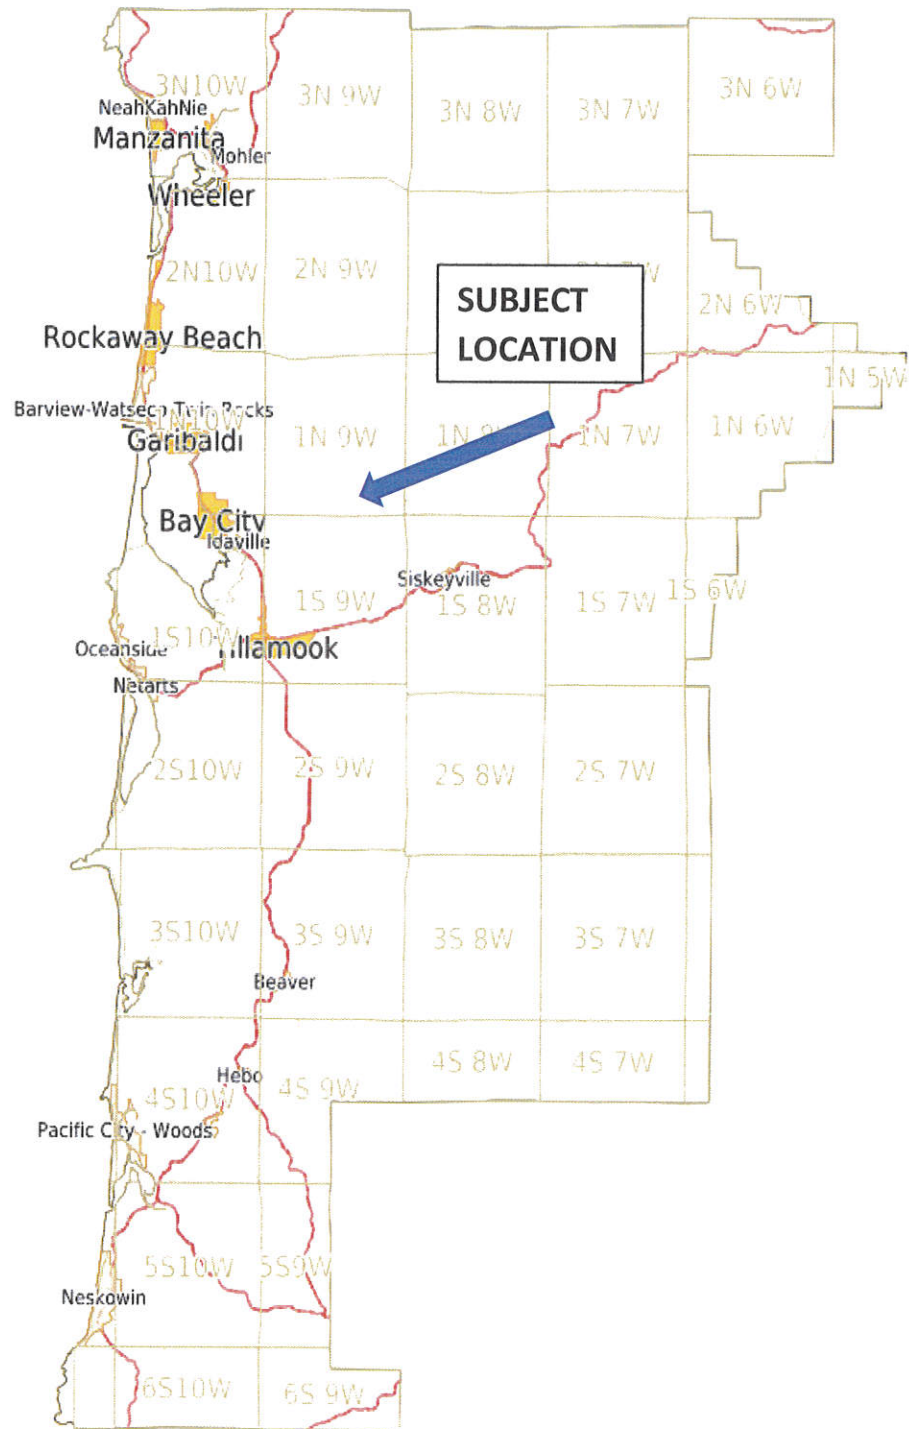 3N10W
3N 9W
3N 8W
3N 7W
3N 6W
NeahKahNie
Manzanita
Mohler
Wheeler
2N10W
2N 9W
SUBJECT
LOCATION
2N 6W
Rockaway Beach
1N 5W
Barview-Watseco Twin Rocks
1N10W
Garibaldi
1N 9W
1N 7W
1N 6W
Bay City
Idaville
Siskeyville
1S 9W
1S 8W
1S 7W
1S 6W
1S10W
Oceanside
Tillamook
Netarts
2S10W
2S 9W
2S 8W
2S 7W
3S10W
3S 9W
3S 8W
3S 7W
Beaver
4S 8W
4S 7W
Hebo
4S10W
4S 9W
Pacific City - Woods
5S10W
5S9W
Neskowin
6S10W
6S 9W